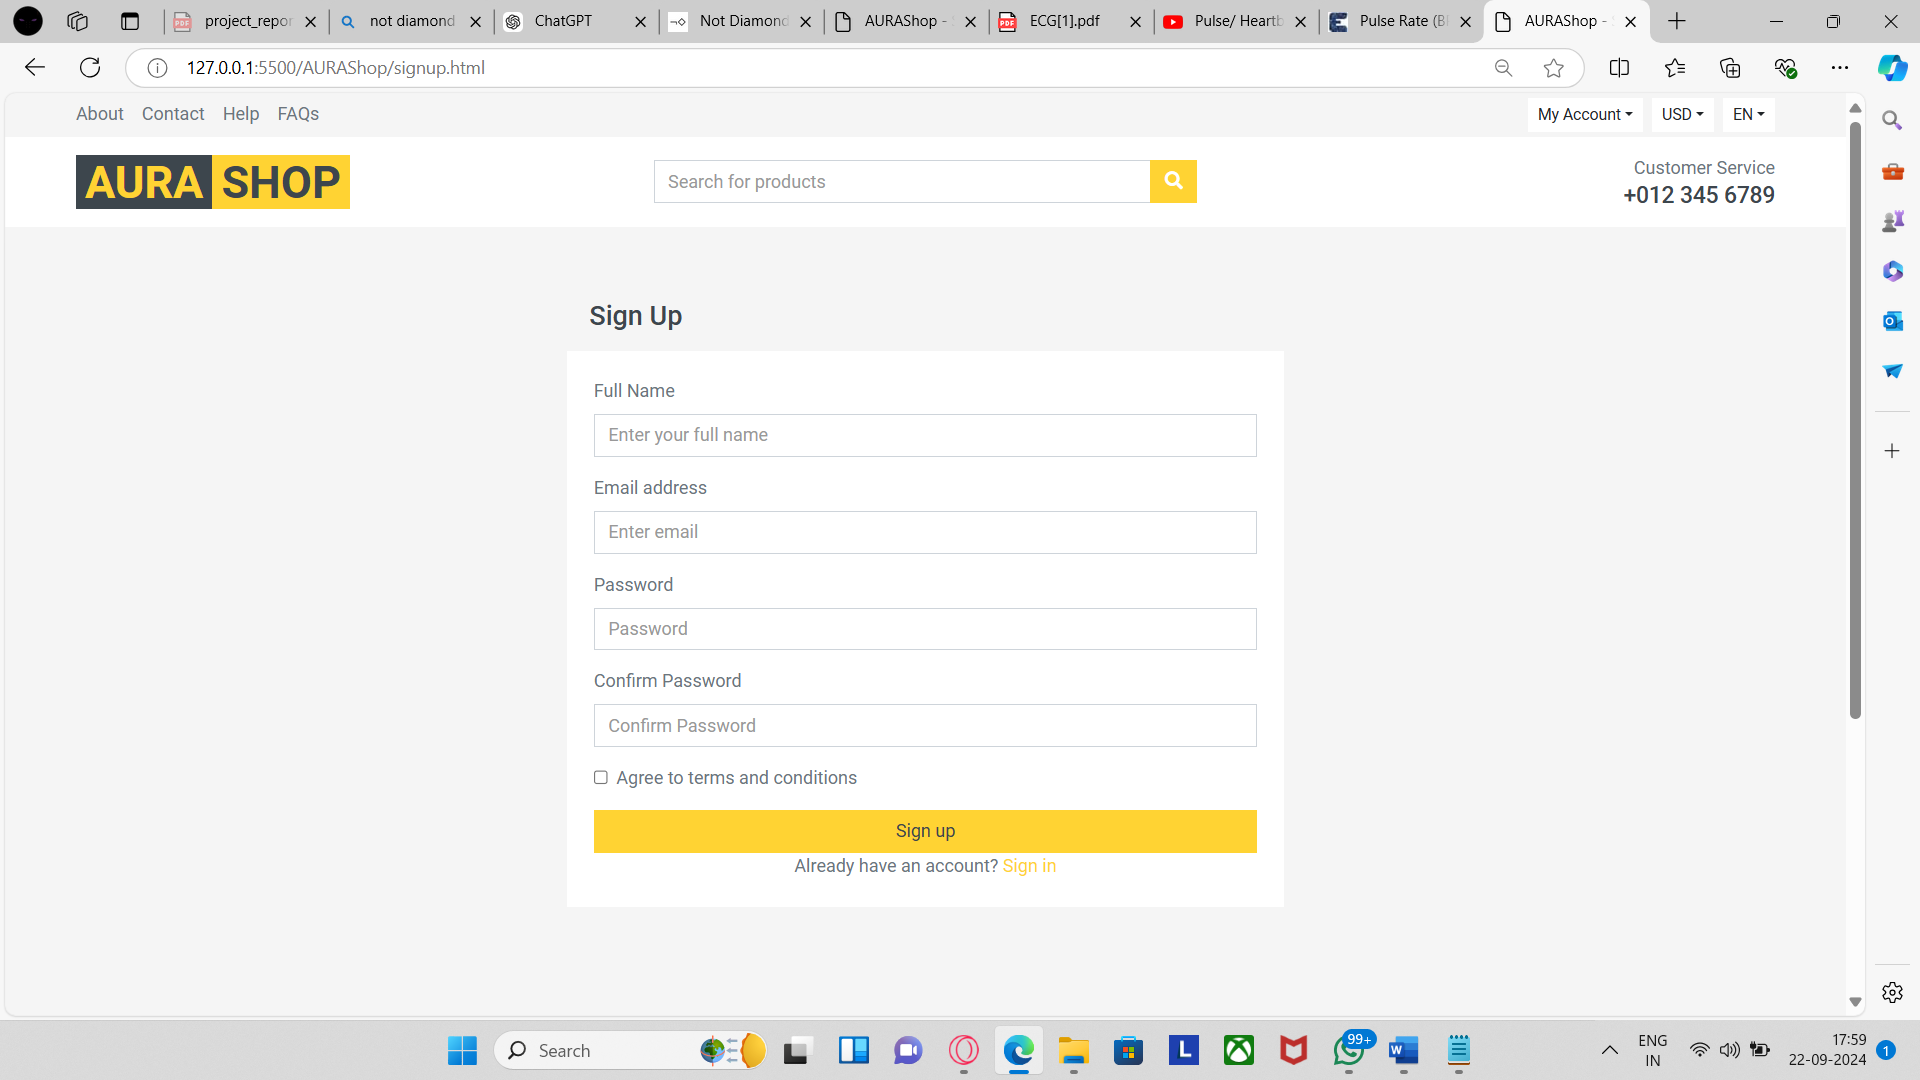 project_repor
not diamond
ChatGPT
Not Diamond
AURAShop -
ECG[1].pdf
Pulse/ Heartb
Pulse Rate (B
AURAShop -
127.0.0.1:5500/AURAShop/signup.html
About Contact Help FAQs
My Account USD EN
AURA SHOP
Search for products
Customer Service
+012 345 6789
Sign Up
Full Name
Enter your full name
Email address
Enter email
Password
Password
Confirm Password
Confirm Password
Agree to terms and conditions
Sign up
Already have an account? Sign in
Search
99+
ENG
IN
17:59
22-09-2024
1